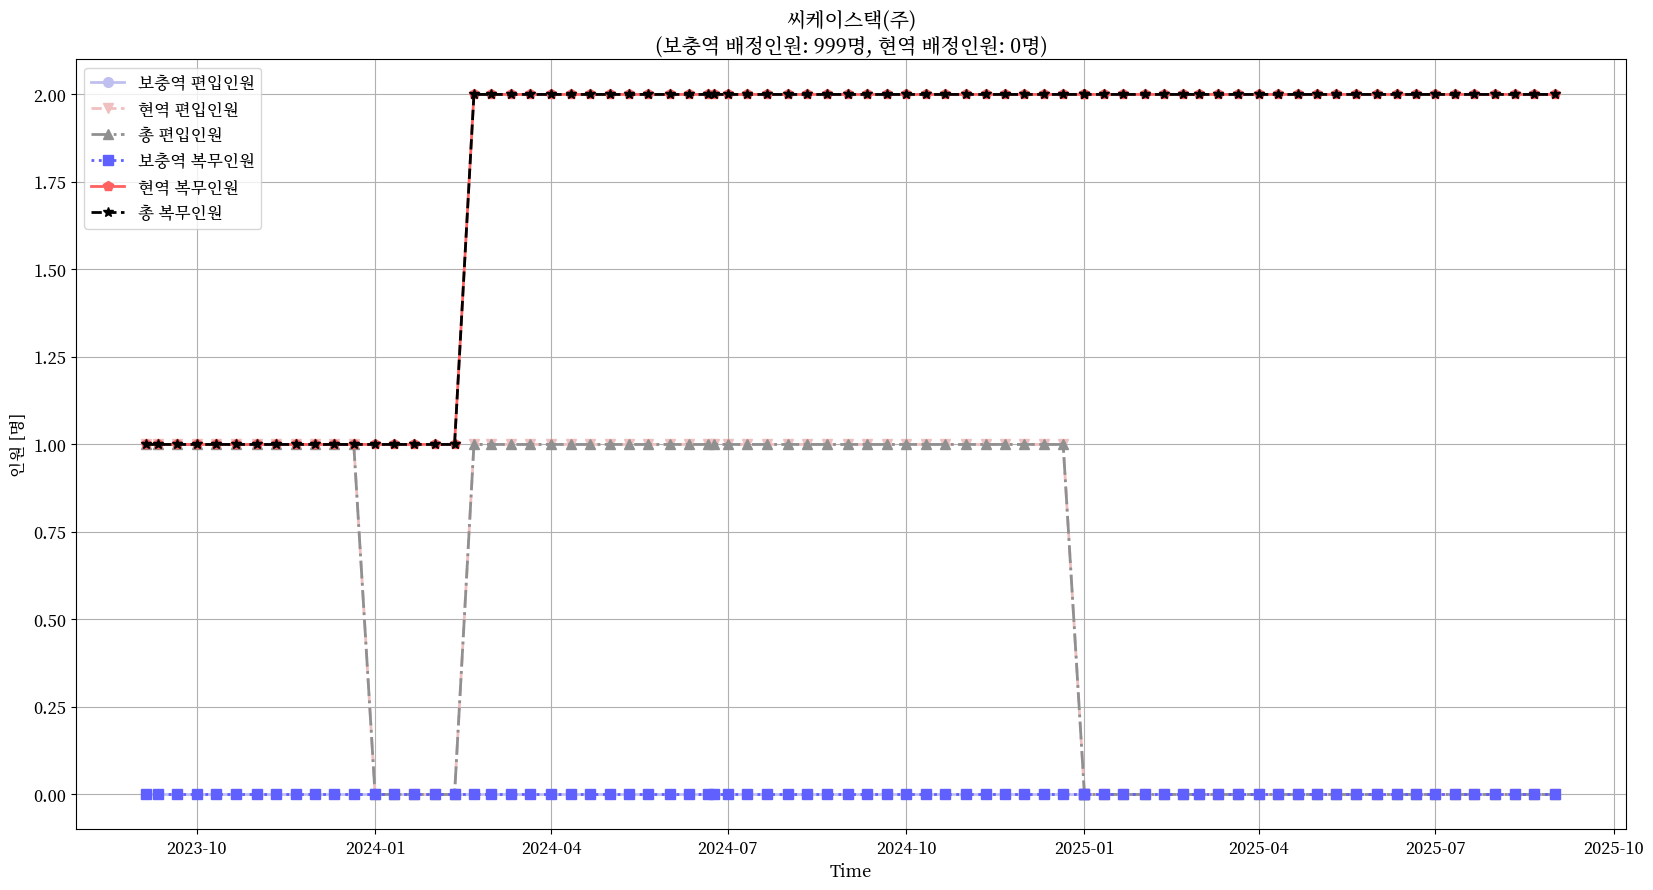 씨케이스택(주)
(보충역 배정인원: 999명, 현역 배정인원: 0명)
보충역 편입인원
현역 편입인원
총 편입인원
보충역 복무인원
현역 복무인원
총 복무인원
2.00
1.75
1.50
1.25
1.00
0.75
0.50
0.25
0.00
인원 [명]
2023-10
2024-01
2024-04
2024-07
2024-10
2025-01
2025-04
2025-07
2025-10
Time